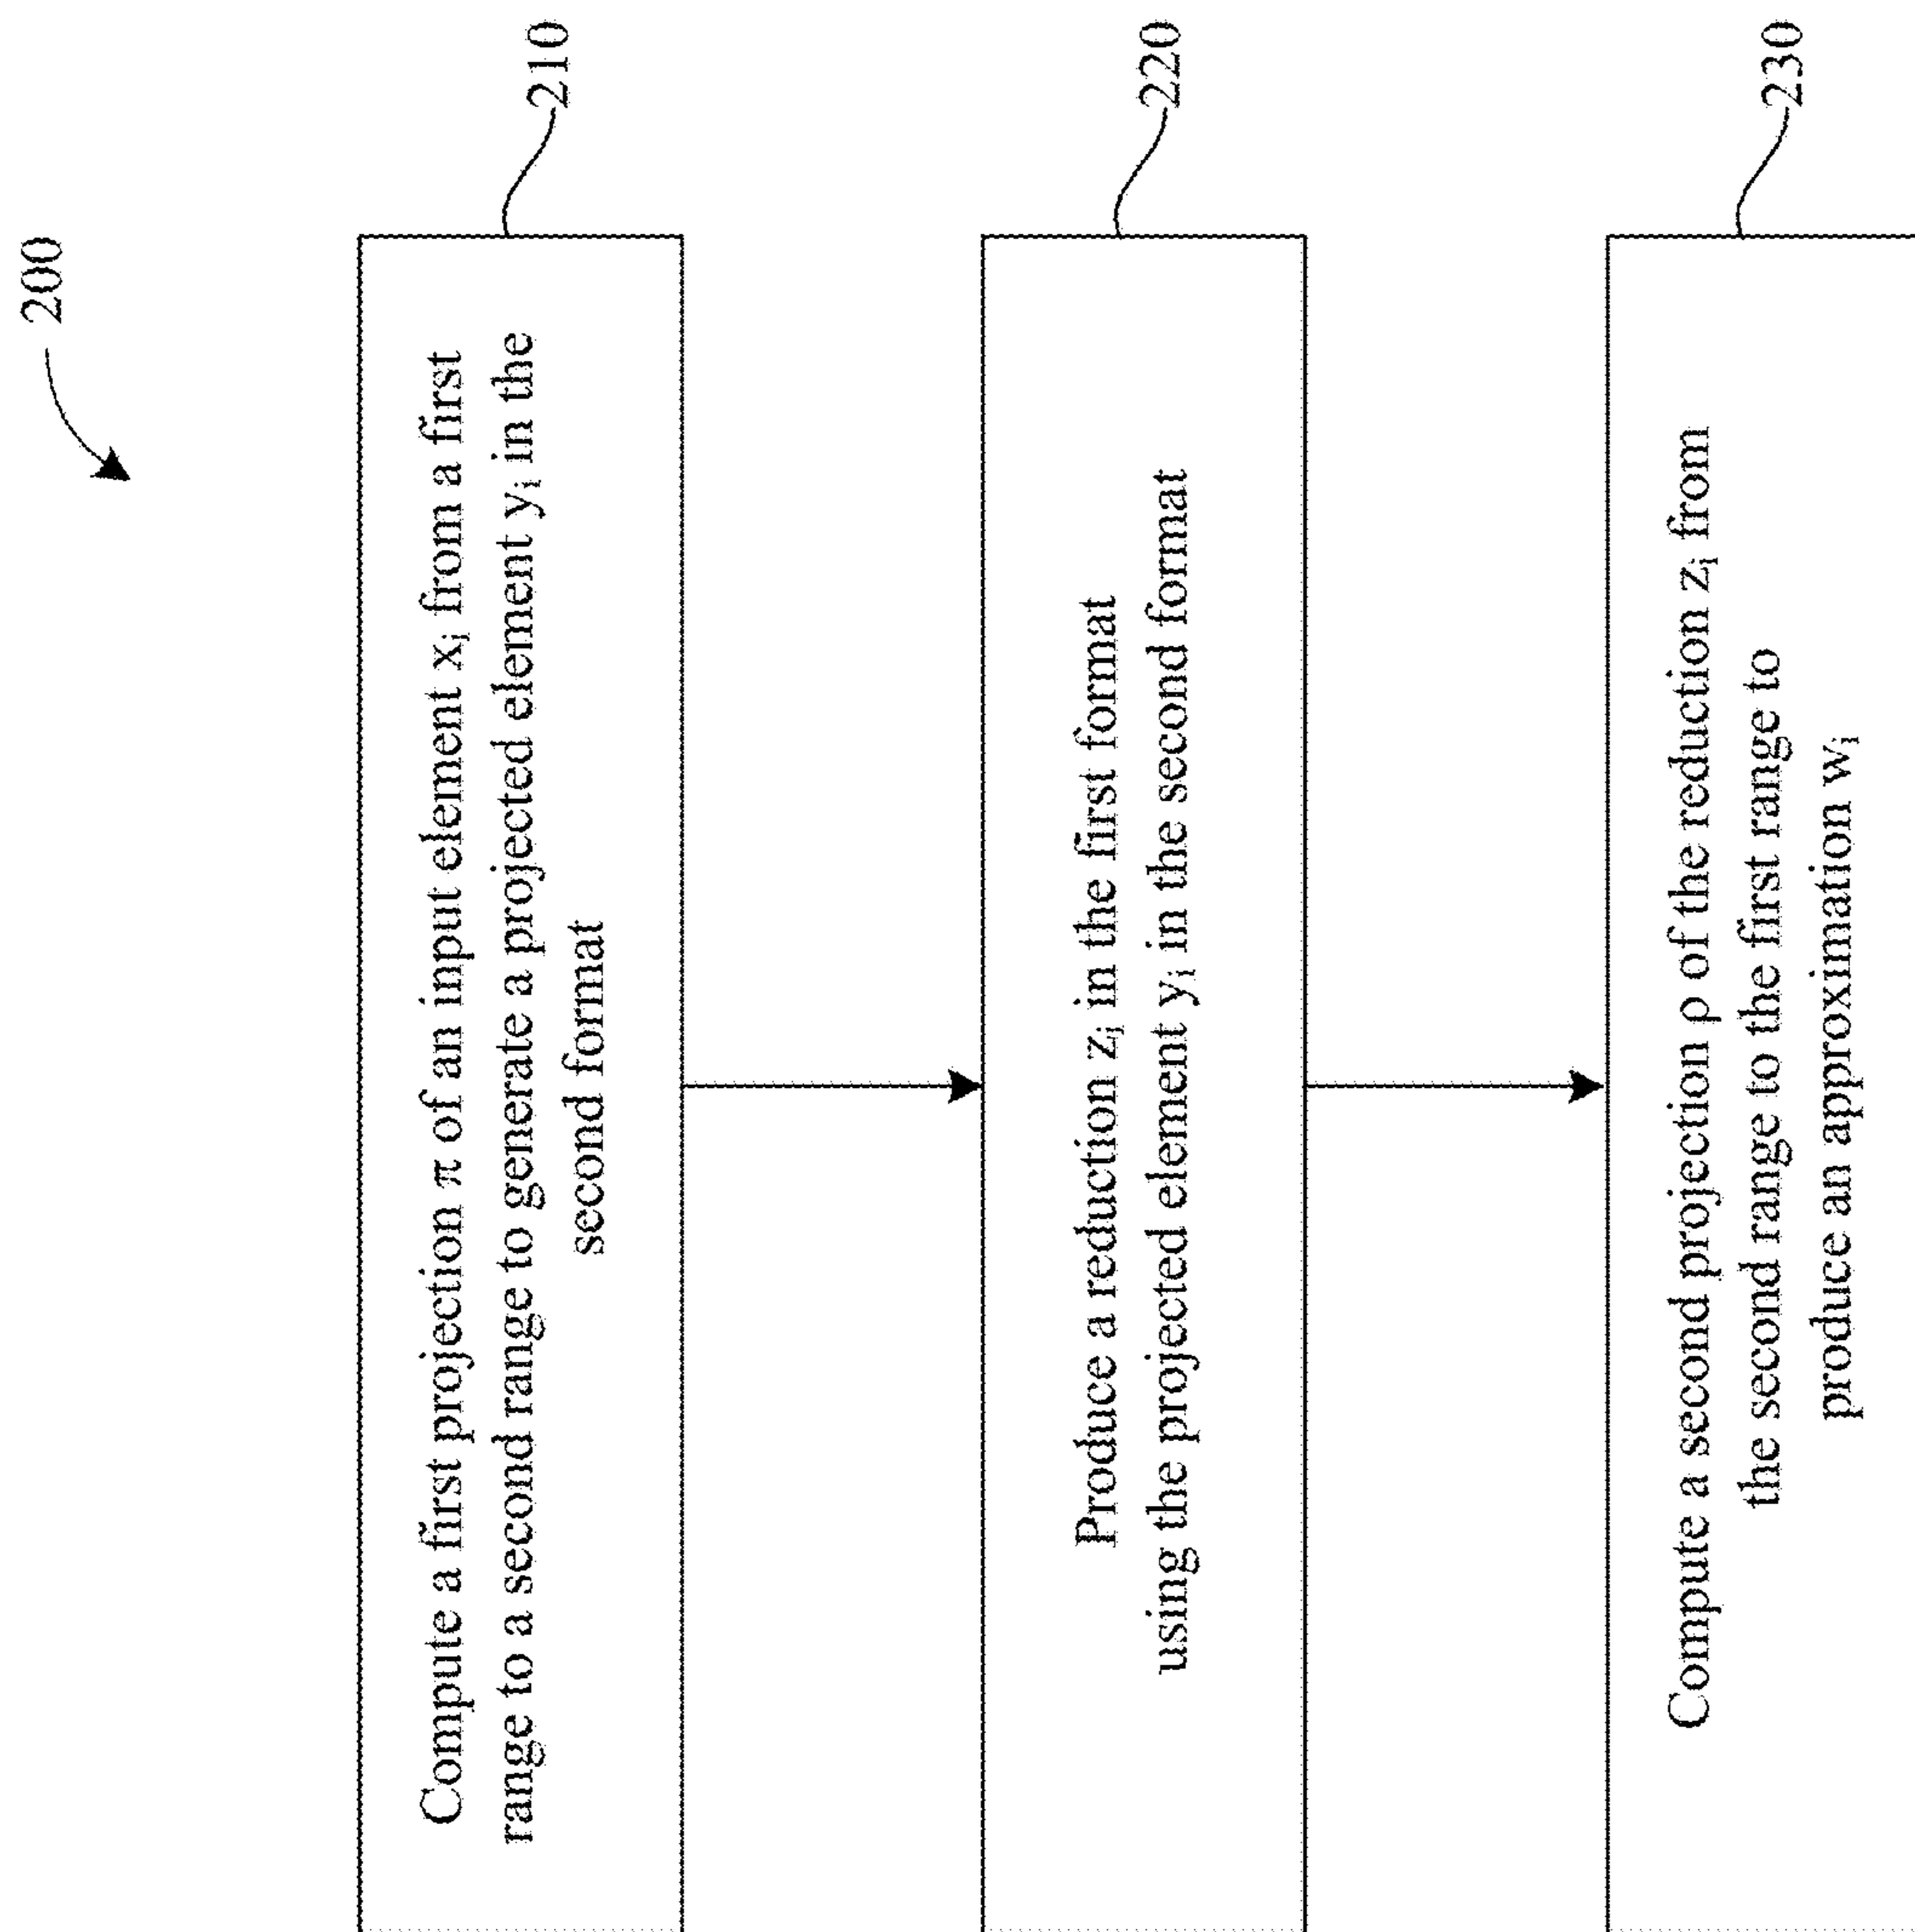 200
Compute a first projection π of an input element xᵢ from a first
range to a second range to generate a projected element yᵢ in the
second format
210
Produce a reduction zᵢ in the first format
using the projected element yᵢ in the second format
220
Compute a second projection ρ of the reduction zᵢ from
the second range to the first range to
produce an approximation wᵢ
230